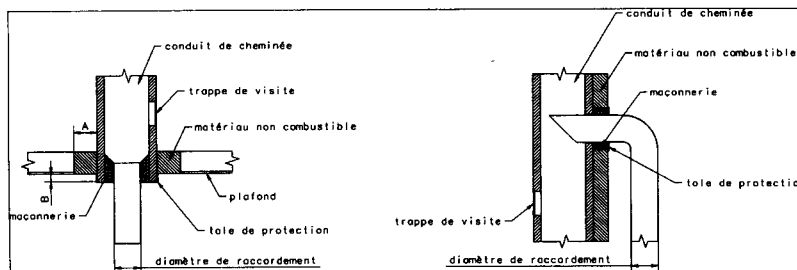 conduit de cheminée
trappe de visite
matériau non combustible
A
B
plafond
maçonnerie
tole de protection
diamètre de raccordement
conduit de cheminée
matériau non combustible
maçonnerie
tole de protection
trappe de visite
diamètre de raccordement